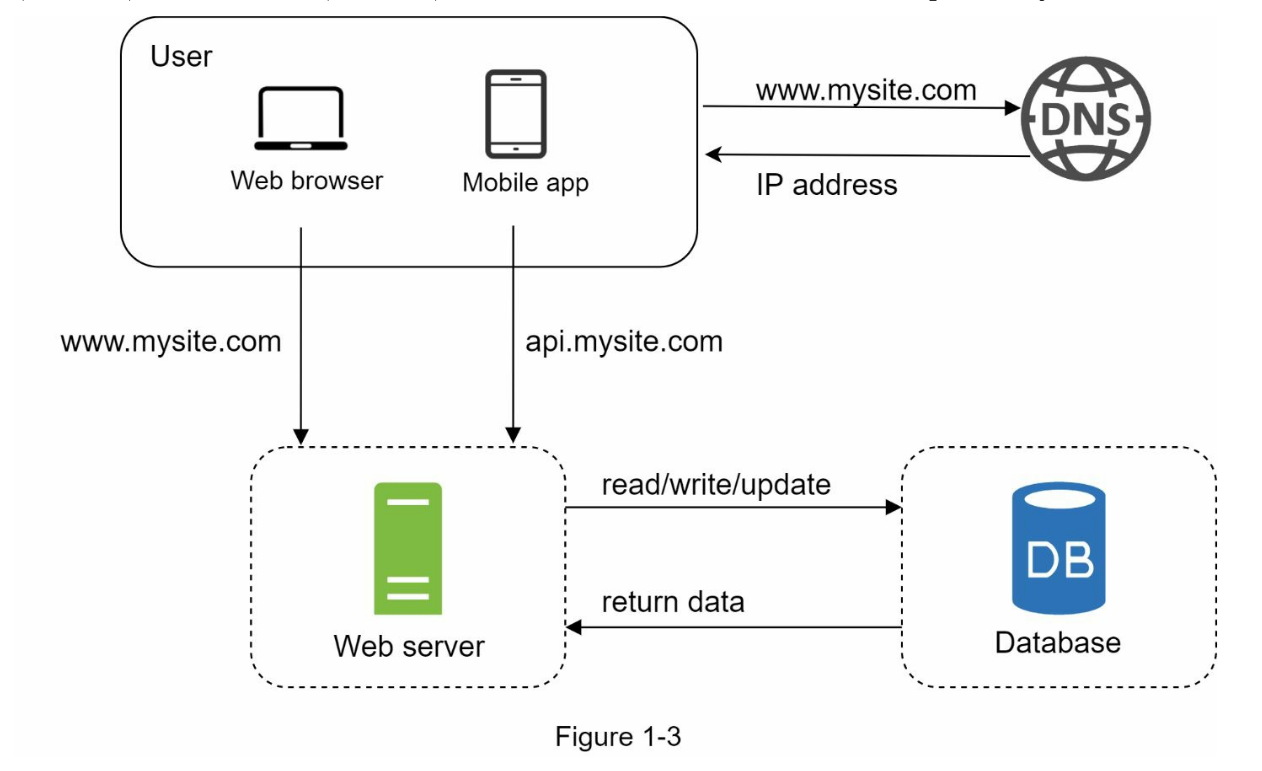 User
www.mysite.com
DNS
Web browser
Mobile app
IP address
www.mysite.com
api.mysite.com
read/write/update
DB
return data
Web server
Database
Figure 1-3